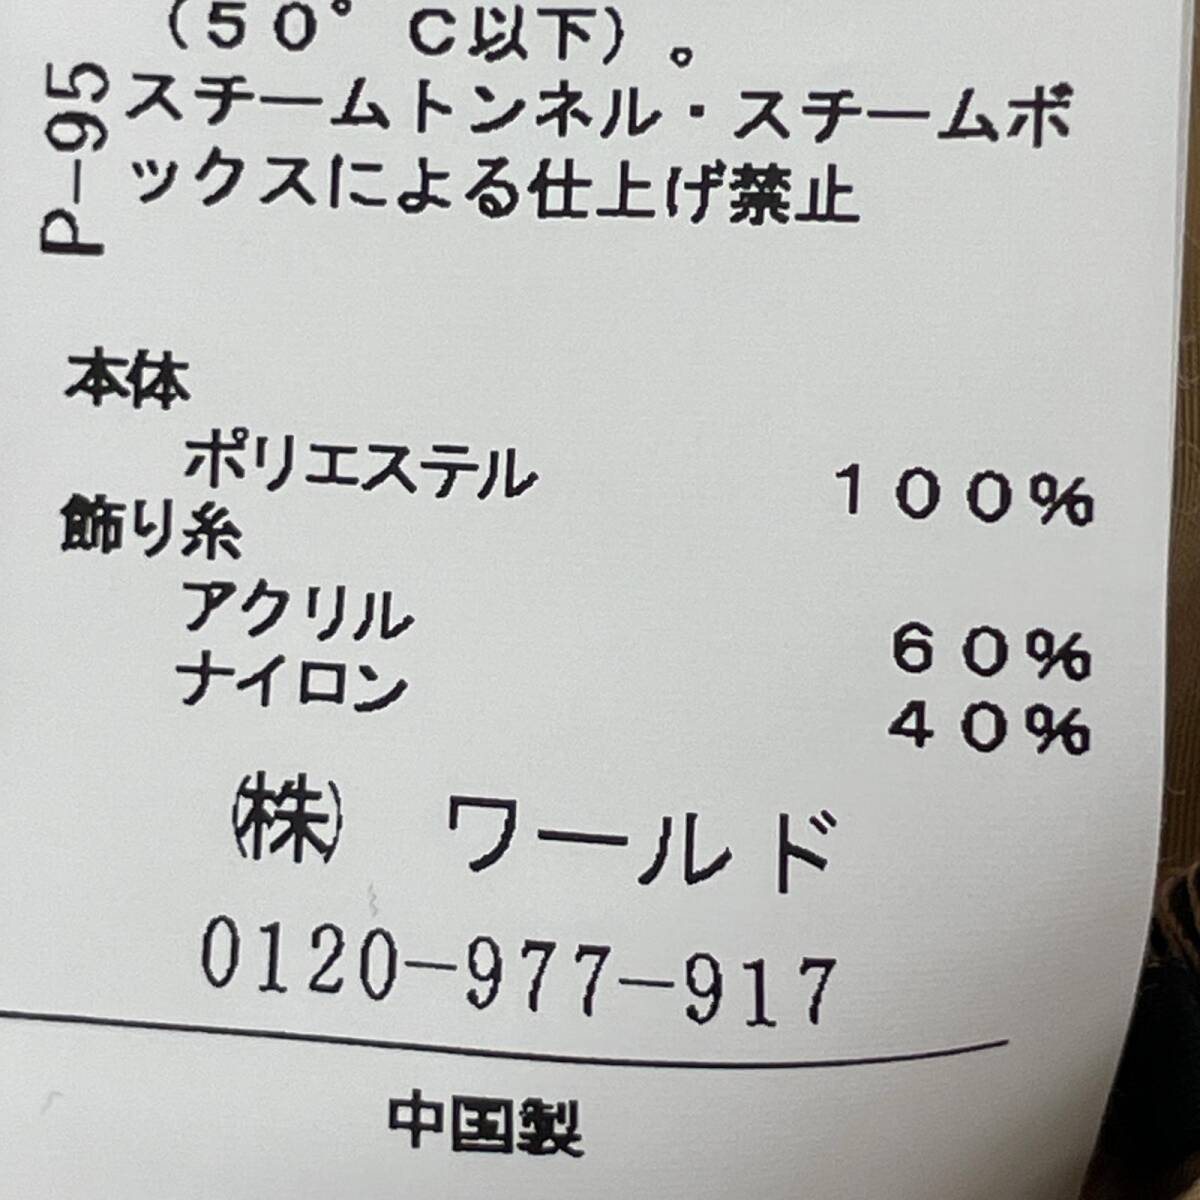 （５０°Ｃ以下）。
スチームトンネル・スチームボ
ックスによる仕上げ禁止
P-95
本体
ポリエステル　１００％
飾り糸
アクリル　６０％
ナイロン　４０％
㈱　ワールド
0120-977-917
中国製